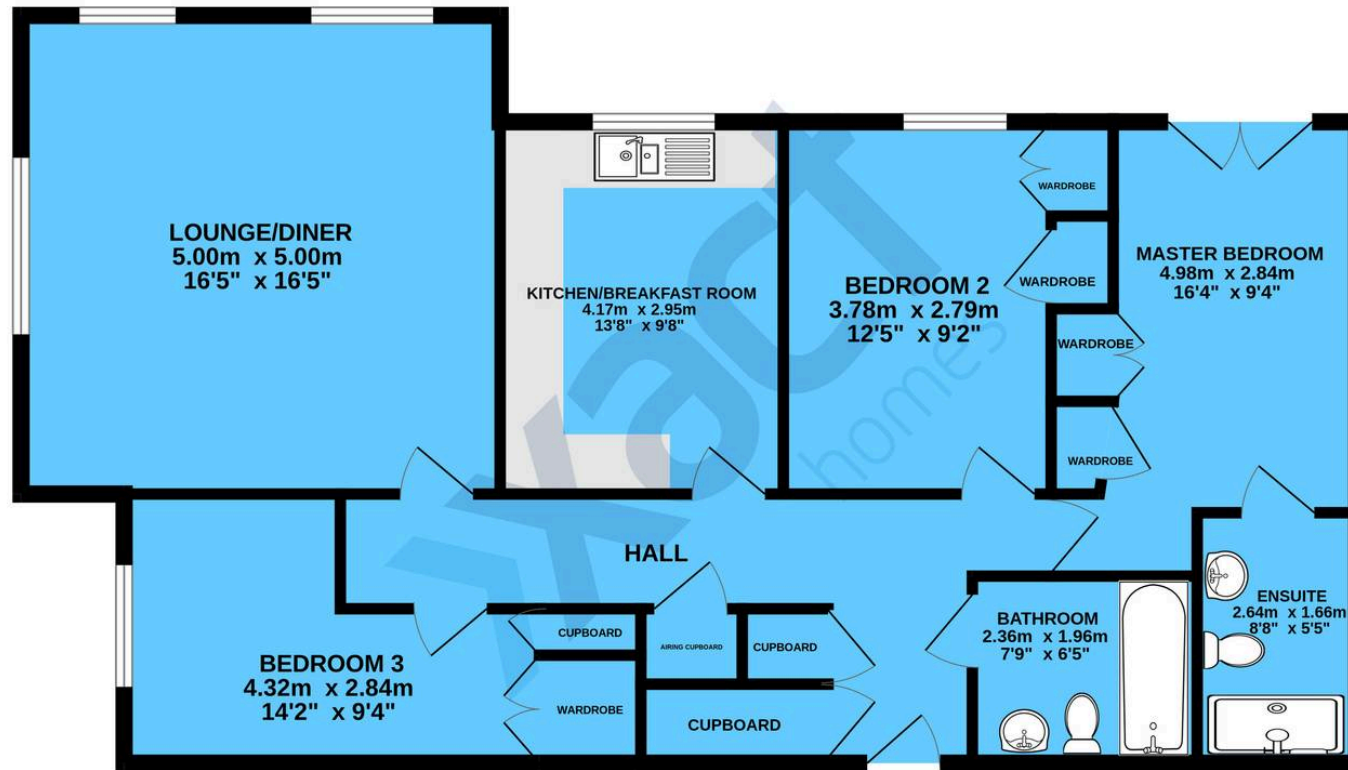 LOUNGE/DINER
5.00m x 5.00m
16'5" x 16'5"
KITCHEN/BREAKFAST ROOM
4.17m x 2.95m
13'8" x 9'8"
BEDROOM 2
3.78m x 2.79m
12'5" x 9'2"
WARDROBE
WARDROBE
MASTER BEDROOM
4.98m x 2.84m
16'4" x 9'4"
WARDROBE
WARDROBE
xact
homes
HALL
BEDROOM 3
4.32m x 2.84m
14'2" x 9'4"
CUPBOARD
WARDROBE
AIRING CUPBOARD
CUPBOARD
CUPBOARD
BATHROOM
2.36m x 1.96m
7'9" x 6'5"
ENSUITE
2.64m x 1.66m
8'8" x 5'5"